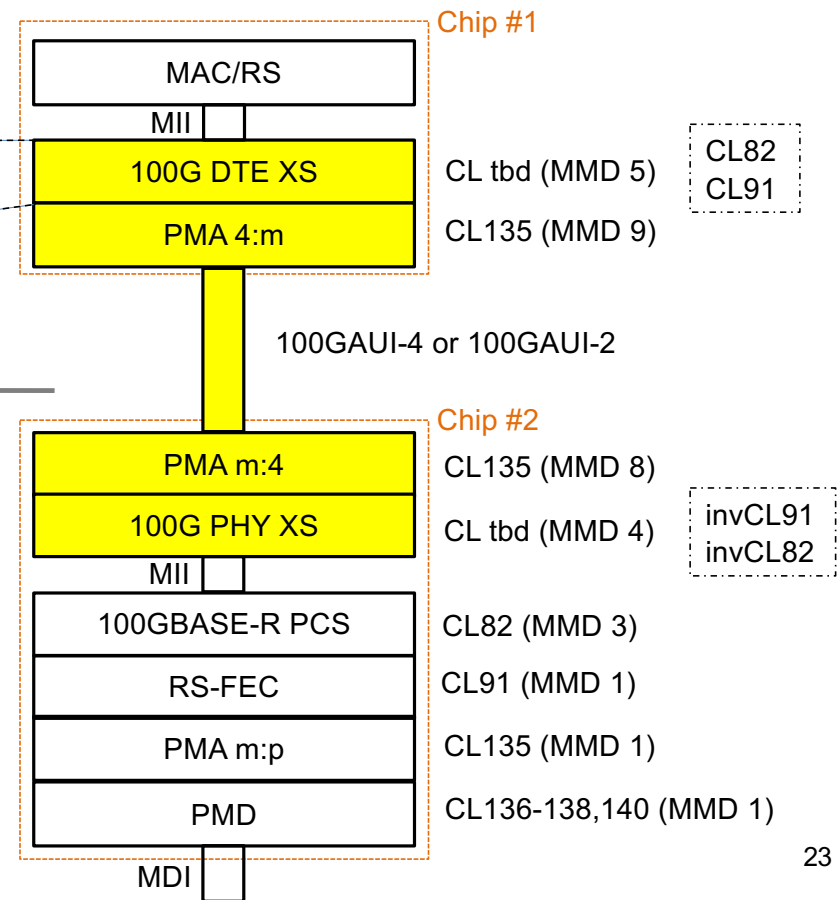 Chip #1
MAC/RS
MII
100G DTE XS
CL tbd (MMD 5)
CL82
CL91
PMA 4:m
CL135 (MMD 9)
100GAUI-4 or 100GAUI-2
Chip #2
PMA m:4
CL135 (MMD 8)
100G PHY XS
CL tbd (MMD 4)
invCL91
invCL82
MII
100GBASE-R PCS
CL82 (MMD 3)
RS-FEC
CL91 (MMD 1)
PMA m:p
CL135 (MMD 1)
PMD
CL136-138,140 (MMD 1)
23
MDI